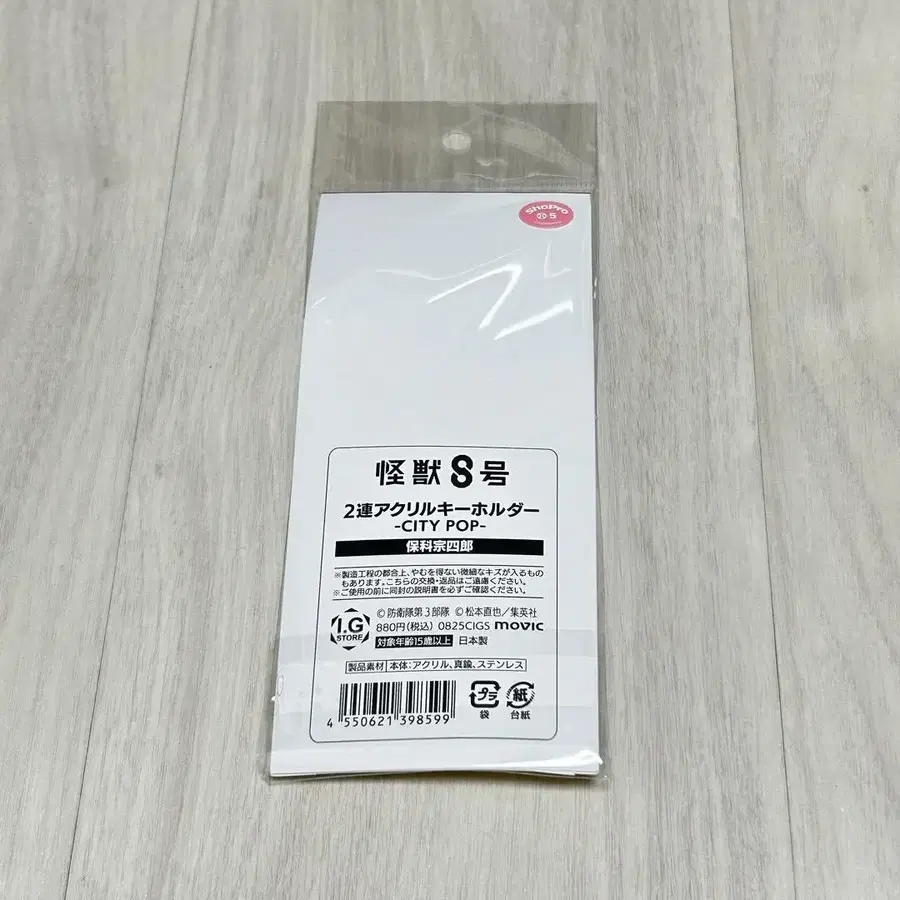 ShoPro
5
怪獣8号
2連アクリルキーホルダー
-CITY POP-
保科宗四郎
※製造工程の都合上、やむを得ない微細なキズが入るもの
もあります。こちらの交換・返品はご遠慮ください。
※ご使用の前に同封の説明書を必ずご確認ください。
I.G
STORE
©防衛隊第3部隊 ©松本直也/集英社
880円(税込) 0825CIGS movic
対象年齢15歳以上 日本製
製品素材 本体:アクリル、真鍮、ステンレス
4 550621 398599
プラ
袋
紙
台紙